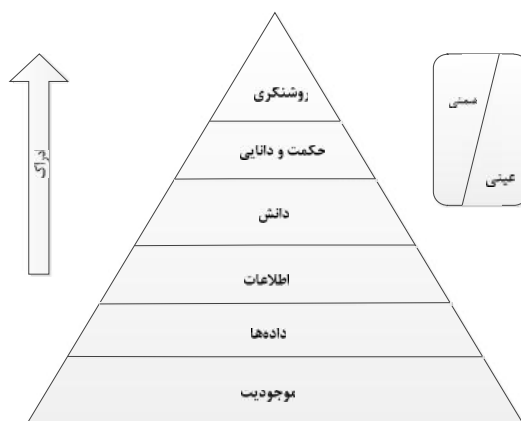 روشنگری
ضمنی
حکمت و دانایی
ادراک
عینی
دانش
اطلاعات
داده‌ها
موجودیت